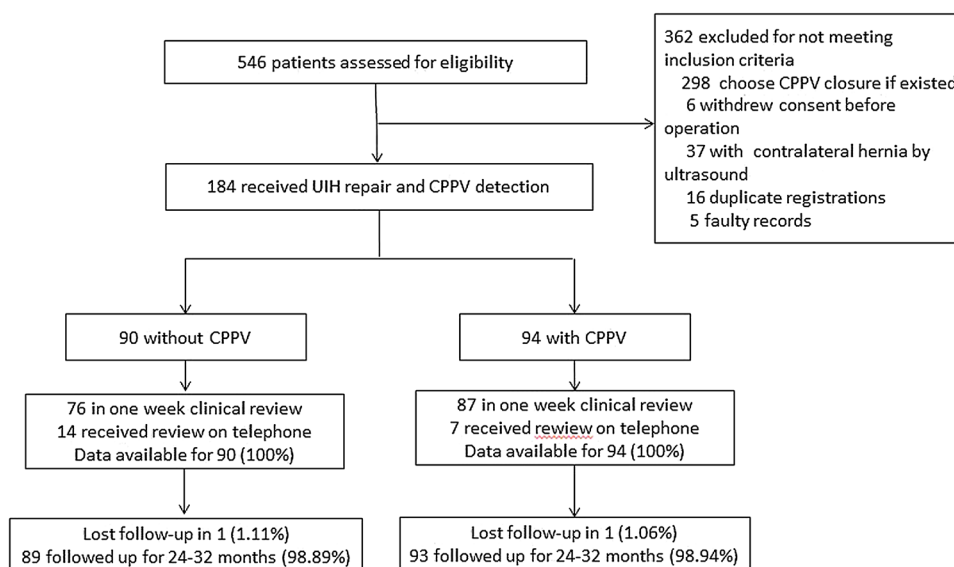 546 patients assessed for eligibility
362 excluded for not meeting
inclusion criteria
298 choose CPPV closure if existed
6 withdrew consent before
operation
37 with contralateral hernia by
ultrasound
16 duplicate registrations
5 faulty records
184 received UIH repair and CPPV detection
90 without CPPV
94 with CPPV
76 in one week clinical review
14 received review on telephone
Data available for 90 (100%)
87 in one week clinical review
7 received rewiew on telephone
Data available for 94 (100%)
Lost follow-up in 1 (1.11%)
89 followed up for 24-32 months (98.89%)
Lost follow-up in 1 (1.06%)
93 followed up for 24-32 months (98.94%)